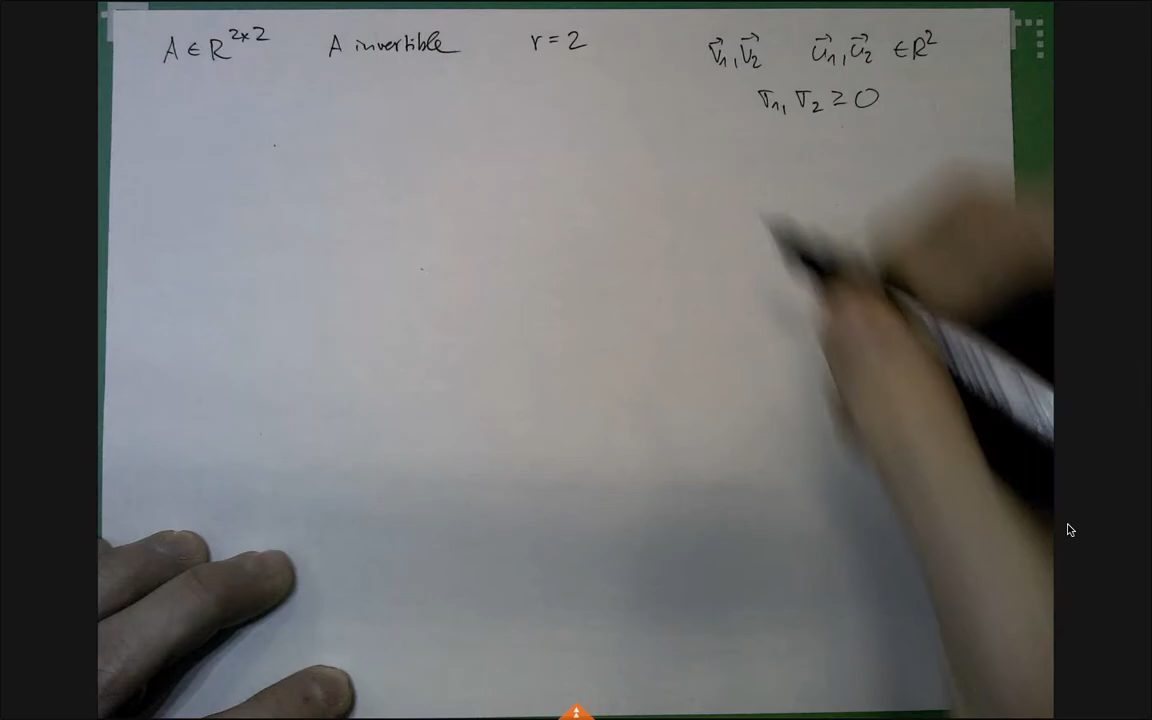 A ∈ R^{2×2} A invertible r = 2 v⃗₁, v⃗₂ u⃗₁, u⃗₂ ∈ R²
σ₁, σ₂ ≥ 0